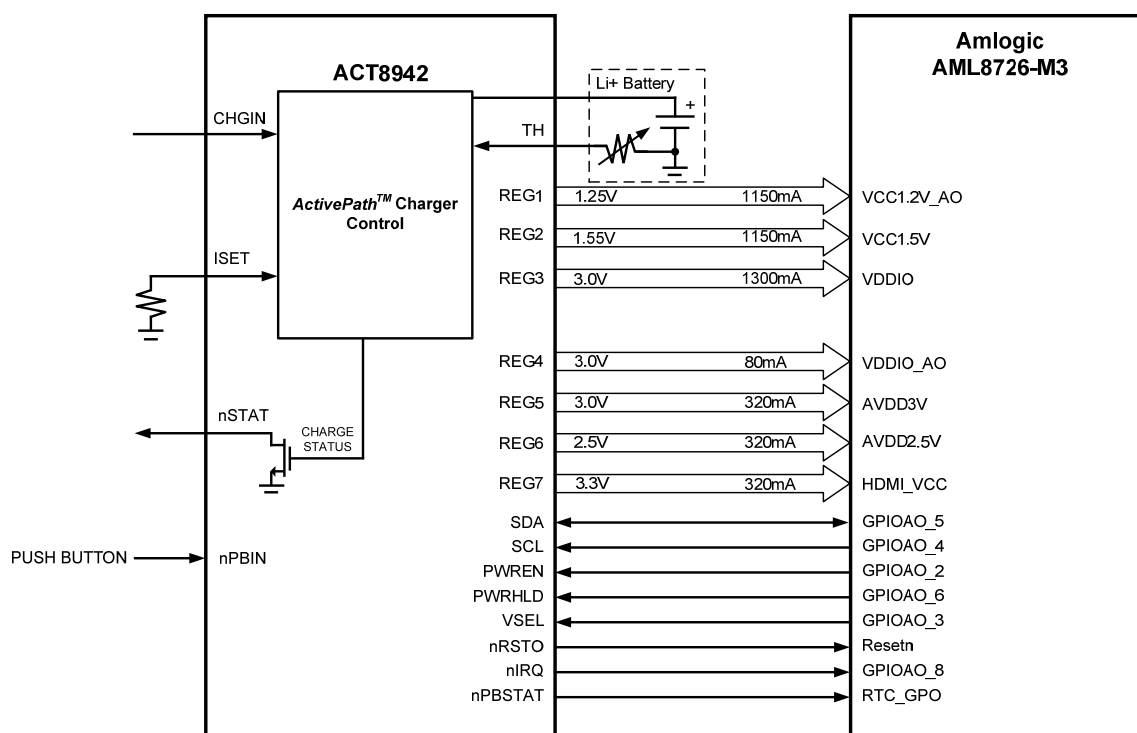 Amlogic
AML8726-M3
ACT8942
Li+ Battery
+
CHGIN
TH
ActivePath™ Charger
Control
REG1 1.25V 1150mA VCC1.2V_AO
REG2 1.55V 1150mA VCC1.5V
ISET
REG3 3.0V 1300mA VDDIO
REG4 3.0V 80mA VDDIO_AO
REG5 3.0V 320mA AVDD3V
nSTAT
CHARGE
STATUS
REG6 2.5V 320mA AVDD2.5V
REG7 3.3V 320mA HDMI_VCC
SDA GPIOAO_5
SCL GPIOAO_4
PUSH BUTTON nPBIN
PWREN GPIOAO_2
PWRHLD GPIOAO_6
VSEL GPIOAO_3
nRSTO Resetn
nIRQ GPIOAO_8
nPBSTAT RTC_GPO